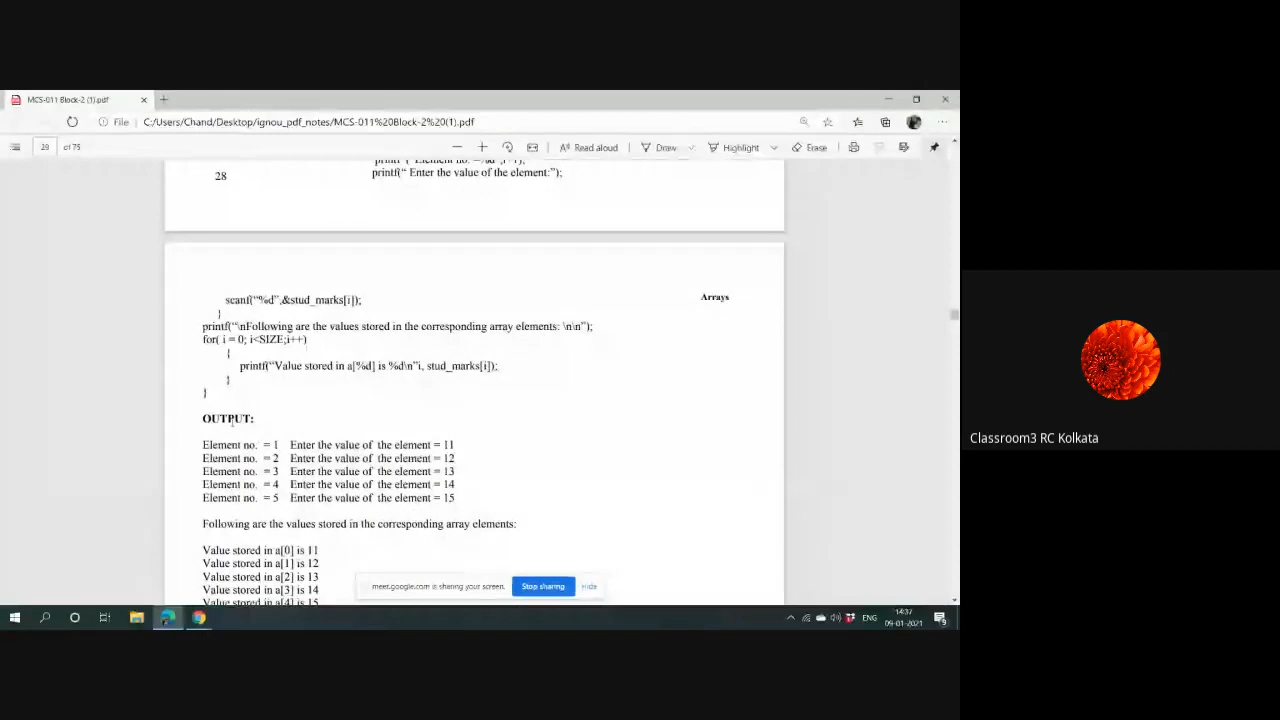 MCS-011 Block-2 (1).pdf
File
C:/Users/Chand/Desktop/ignou_pdf_notes/MCS-011%20Block-2%20(1).pdf
29 of 75
Read aloud
Draw
Highlight
Erase
printf(" Enter the value of the element:");
28
scanf("%d",&stud_marks[i]);
Arrays
}
printf("\nFollowing are the values stored in the corresponding array elements: \n\n");
for( i = 0; i<SIZE;i++)
{
printf("Value stored in a[%d] is %d\n"i, stud_marks[i]);
}
}
OUTPUT:
Element no. = 1 Enter the value of the element = 11
Element no. = 2 Enter the value of the element = 12
Element no. = 3 Enter the value of the element = 13
Element no. = 4 Enter the value of the element = 14
Element no. = 5 Enter the value of the element = 15
Following are the values stored in the corresponding array elements:
Value stored in a[0] is 11
Value stored in a[1] is 12
Value stored in a[2] is 13
Value stored in a[3] is 14
Value stored in a[4] is 15
meet.google.com is sharing your screen.
Stop sharing
Hide
ENG
14:37
09-01-2021
Classroom3 RC Kolkata